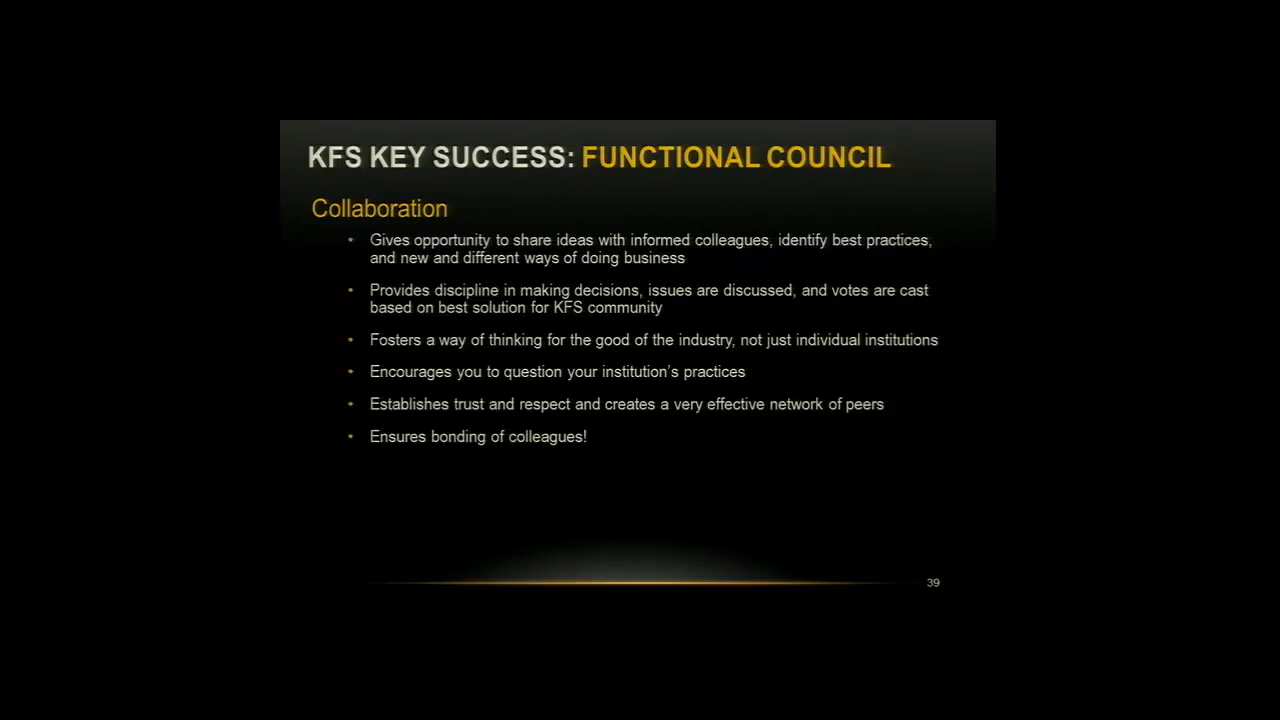 KFS KEY SUCCESS: FUNCTIONAL COUNCIL
Collaboration
• Gives opportunity to share ideas with informed colleagues, identify best practices,
and new and different ways of doing business
• Provides discipline in making decisions, issues are discussed, and votes are cast
based on best solution for KFS community
• Fosters a way of thinking for the good of the industry, not just individual institutions
• Encourages you to question your institution’s practices
• Establishes trust and respect and creates a very effective network of peers
• Ensures bonding of colleagues!
39